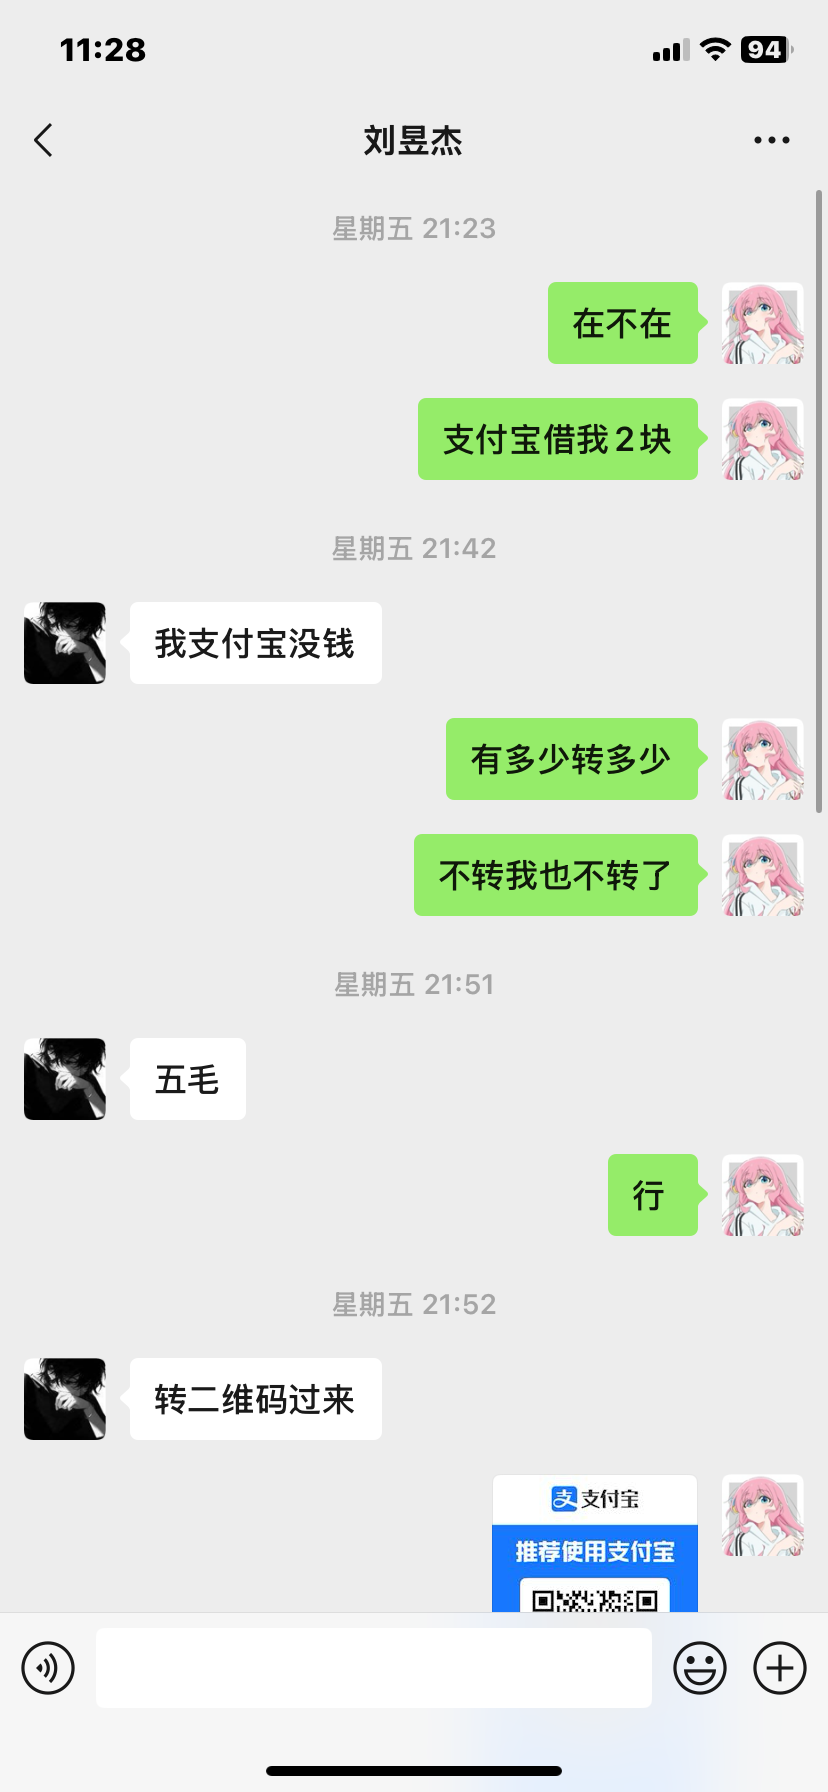 11:28
94
刘昱杰
星期五 21:23
在不在
支付宝借我2块
星期五 21:42
我支付宝没钱
有多少转多少
不转我也不转了
星期五 21:51
五毛
行
星期五 21:52
转二维码过来
支 支付宝
推荐使用支付宝